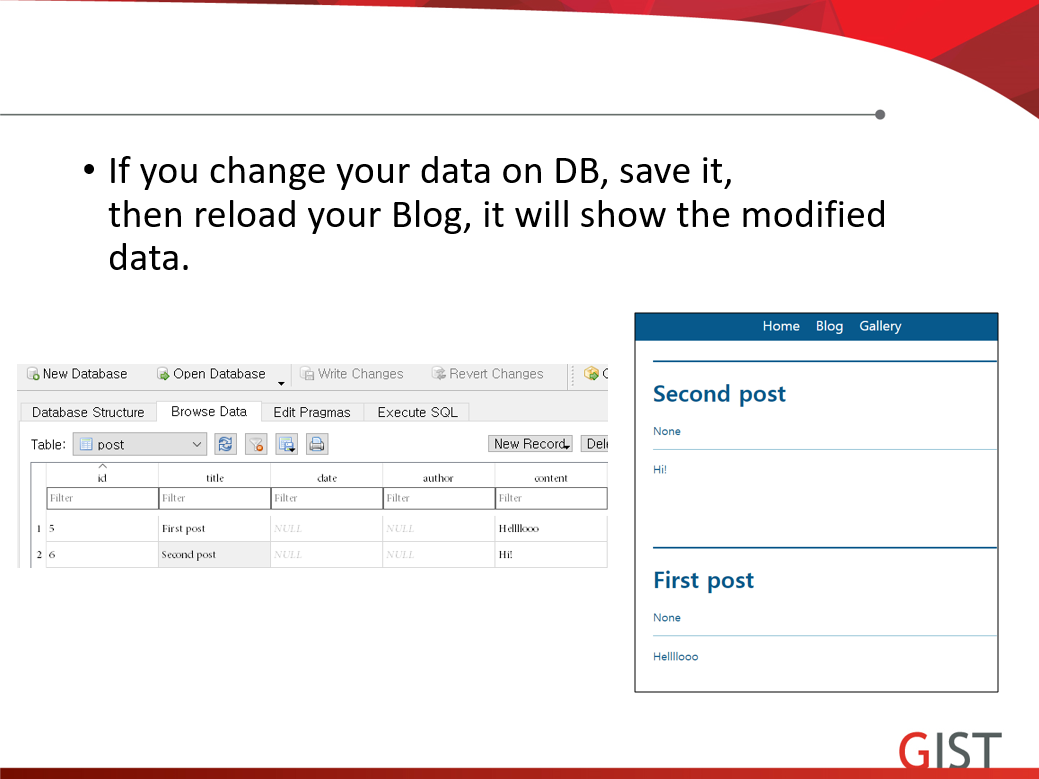 • If you change your data on DB, save it,
then reload your Blog, it will show the modified
data.
New Database Open Database Write Changes Revert Changes
Database Structure Browse Data Edit Pragmas Execute SQL
Table: post New Record
id title date author content
Filter Filter Filter Filter Filter
1 5 First post NULL NULL Hellllooo
2 6 Second post NULL NULL Hi!
Home Blog Gallery
Second post
None
Hi!
First post
None
Hellllooo
GIST